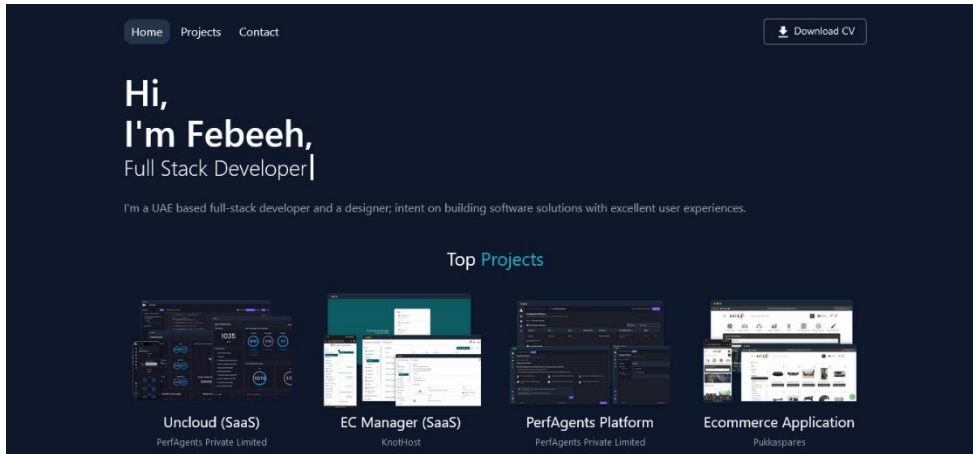 Home Projects Contact Download CV
Hi,
I'm Febeeh,
Full Stack Developer
I'm a UAE based full-stack developer and a designer; intent on building software solutions with excellent user experiences.
Top Projects
Uncloud (SaaS) EC Manager (SaaS) PerfAgents Platform Ecommerce Application
PerfAgents Private Limited KnotHost PerfAgents Private Limited Pukkaspares